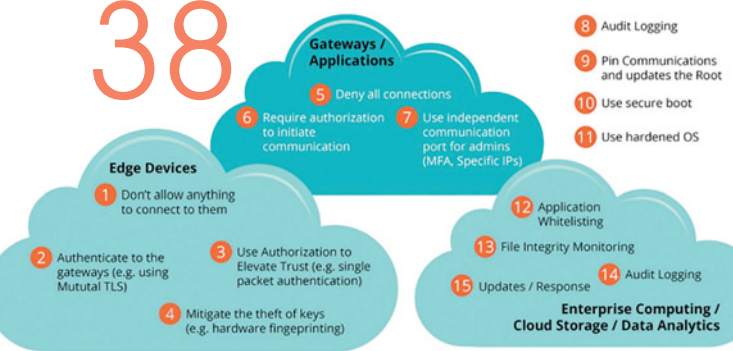 38
Gateways /
Applications
5 Deny all connections
6 Require authorization
to initiate
communication
7 Use independent
communication
port for admins
(MFA, Specific IPs)
8 Audit Logging
9 Pin Communications
and updates the Root
10 Use secure boot
11 Use hardened OS
Edge Devices
1 Don't allow anything
to connect to them
2 Authenticate to the
gateways (e.g. using
Mututal TLS)
3 Use Authorization to
Elevate Trust (e.g. single
packet authentication)
4 Mitigate the theft of keys
(e.g. hardware fingeprinting)
12 Application
Whitelisting
13 File Integrity Monitoring
14 Audit Logging
15 Updates / Response
Enterprise Computing /
Cloud Storage / Data Analytics